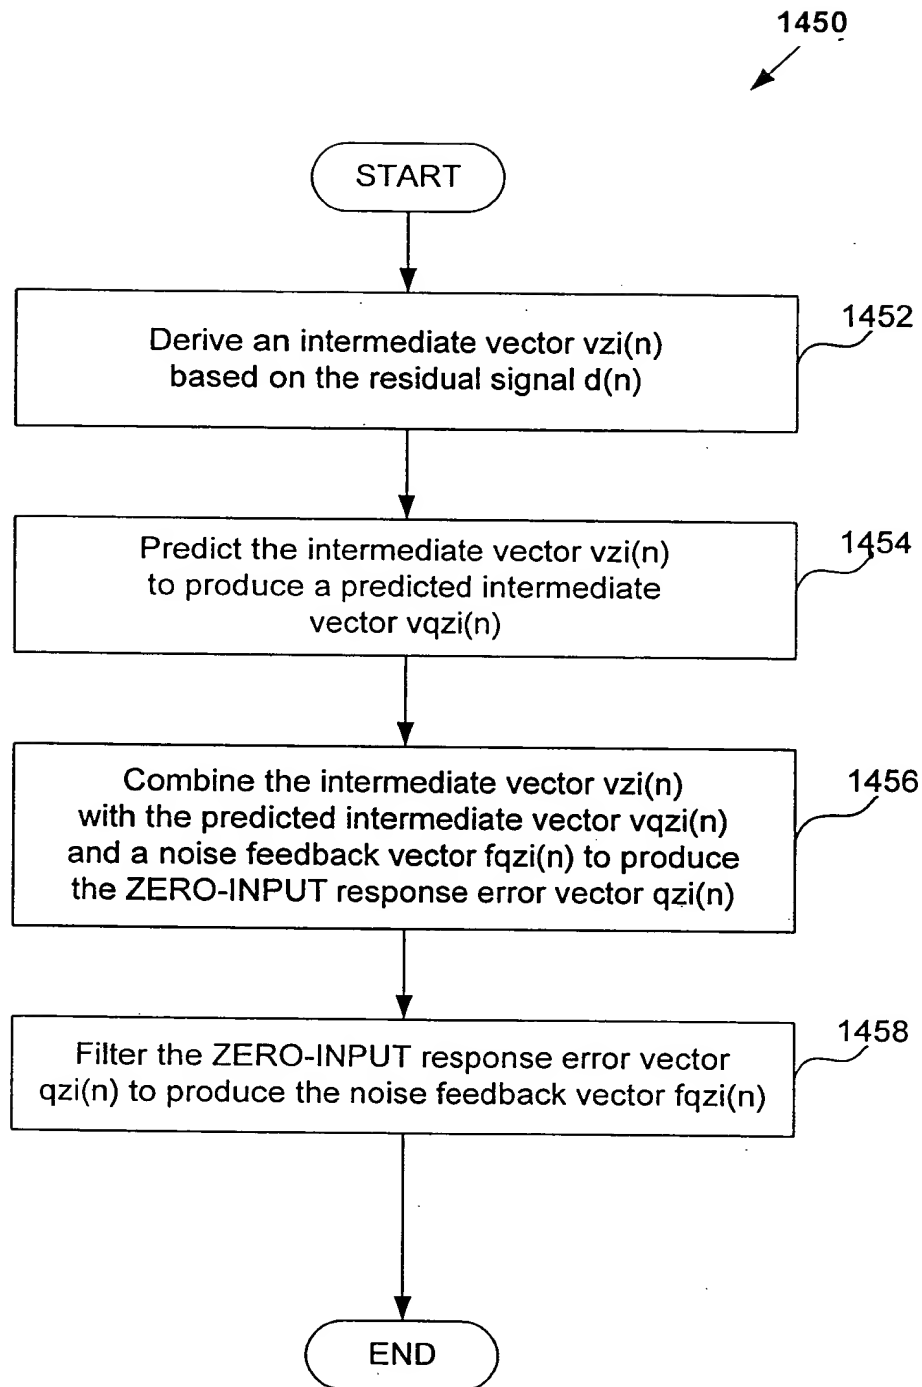 1450
START
1452
Derive an intermediate vector vzi(n)
based on the residual signal d(n)
1454
Predict the intermediate vector vzi(n)
to produce a predicted intermediate
vector vqzi(n)
1456
Combine the intermediate vector vzi(n)
with the predicted intermediate vector vqzi(n)
and a noise feedback vector fqzi(n) to produce
the ZERO-INPUT response error vector qzi(n)
1458
Filter the ZERO-INPUT response error vector
qzi(n) to produce the noise feedback vector fqzi(n)
END